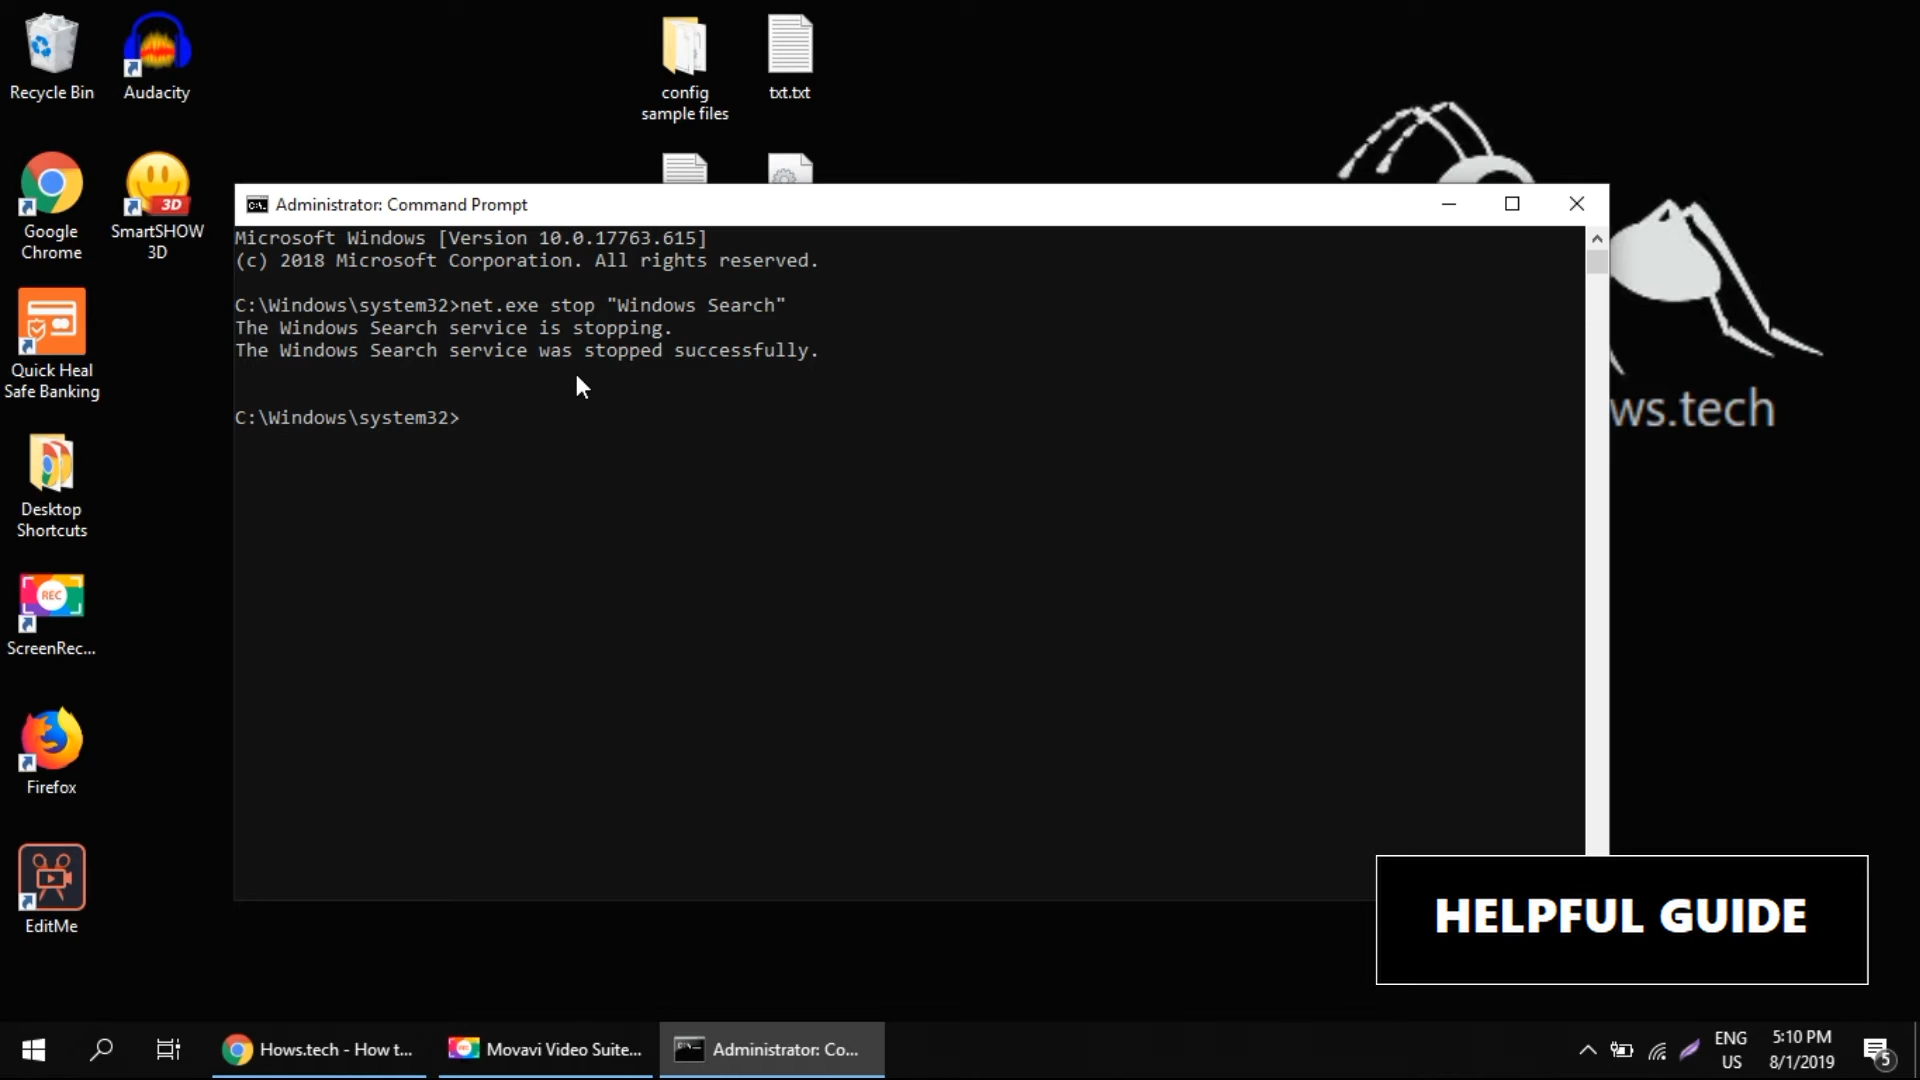 Recycle Bin
Audacity
config
sample files
txt.txt
Google
Chrome
3D
SmartSHOW
3D
Quick Heal
Safe Banking
Desktop
Shortcuts
REC
ScreenRec...
Firefox
EditMe
Administrator: Command Prompt
Microsoft Windows [Version 10.0.17763.615]
(c) 2018 Microsoft Corporation. All rights reserved.
C:\Windows\system32>net.exe stop "Windows Search"
The Windows Search service is stopping.
The Windows Search service was stopped successfully.
C:\Windows\system32>
ws.tech
HELPFUL GUIDE
Hows.tech - How t...
Movavi Video Suite...
Administrator: Co...
ENG
US
5:10 PM
8/1/2019
5